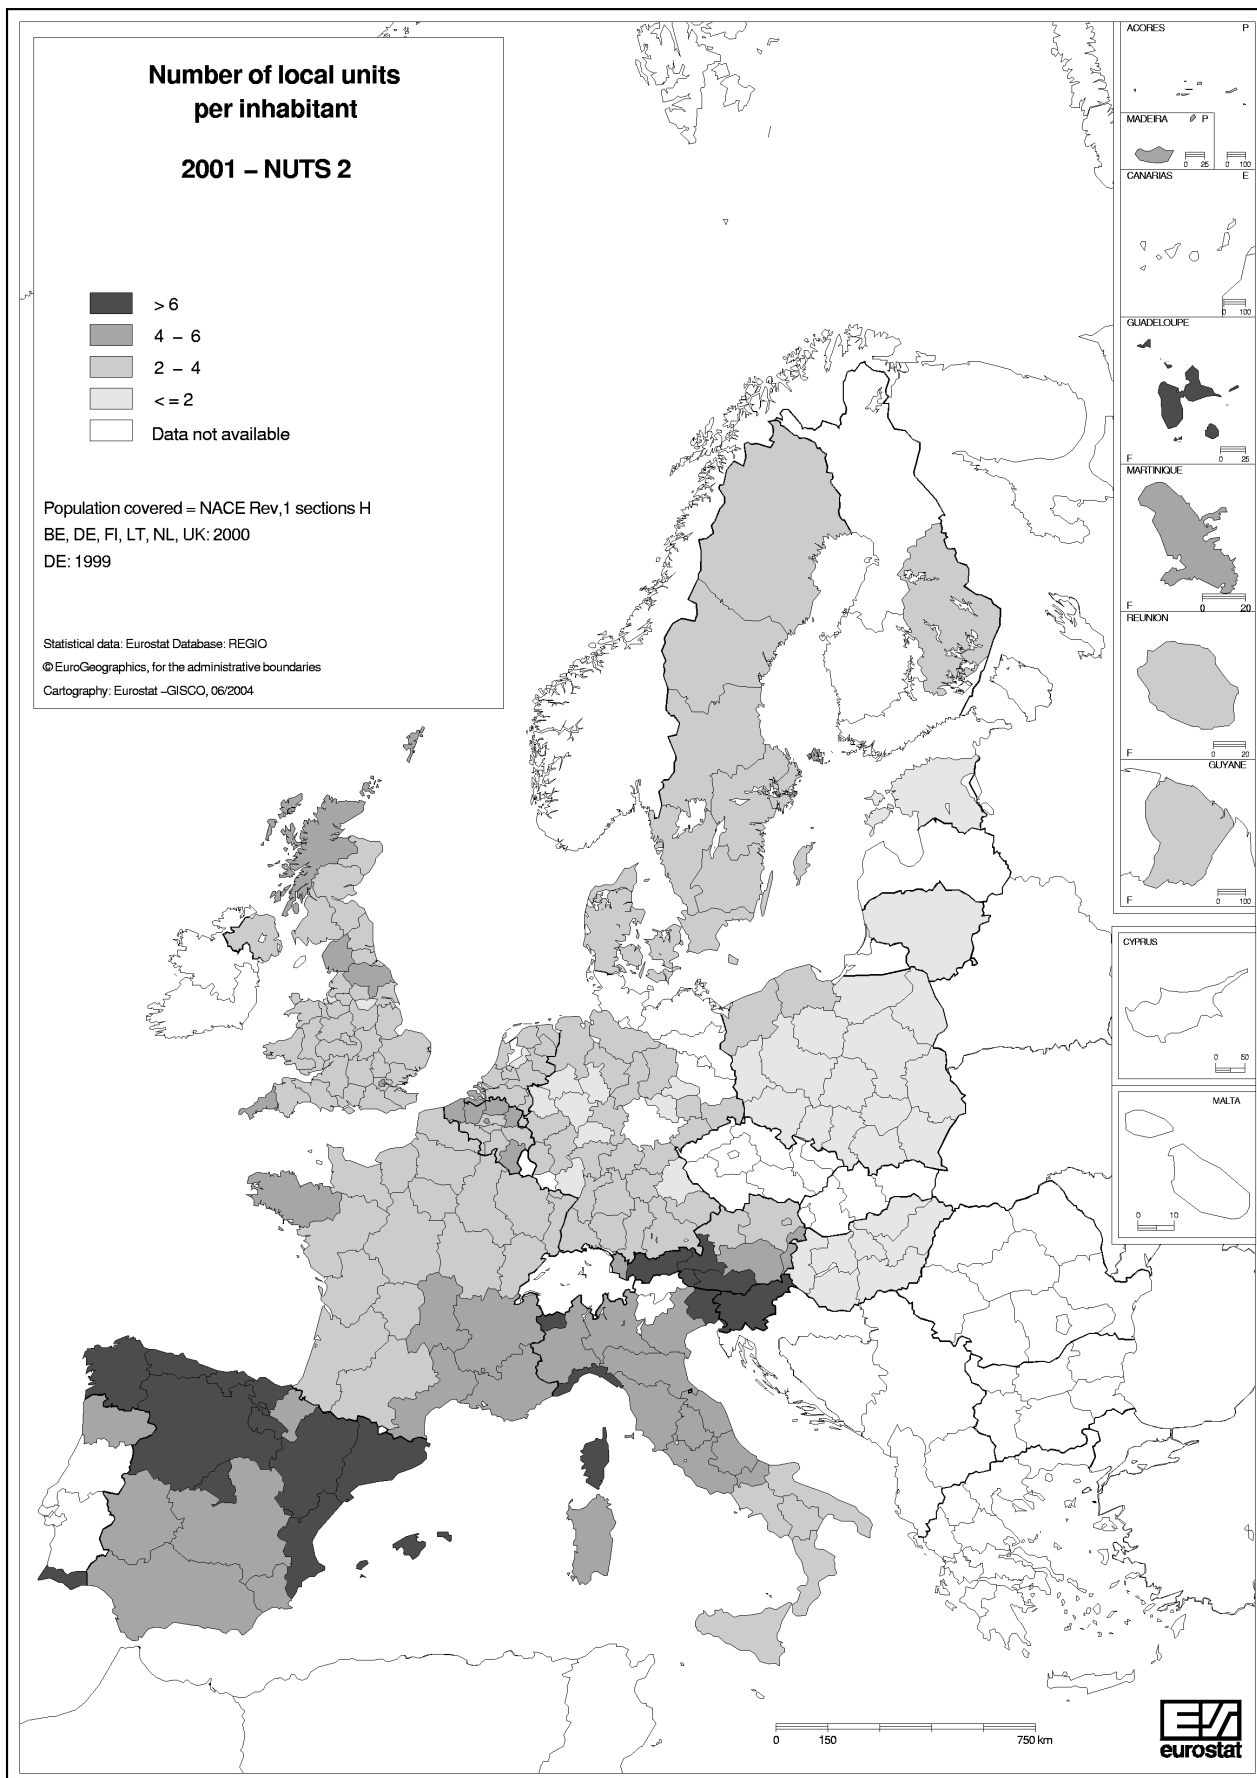 Number of local units
per inhabitant
2001 – NUTS 2
> 6
4 – 6
2 – 4
< = 2
Data not available
Population covered = NACE Rev,1 sections H
BE, DE, FI, LT, NL, UK: 2000
DE: 1999
Statistical data: Eurostat Database: REGIO
© EuroGeographics, for the administrative boundaries
Cartography: Eurostat –GISCO, 06/2004
ACORES P
MADEIRA P
0 25
0 100
CANARIAS E
0 100
GUADELOUPE
F
0 25
MARTINIQUE
F
0 20
REUNION
F
0 20
GUYANE
F
0 100
CYPRUS
0 50
MALTA
0 10
0 150 750 km
eurostat